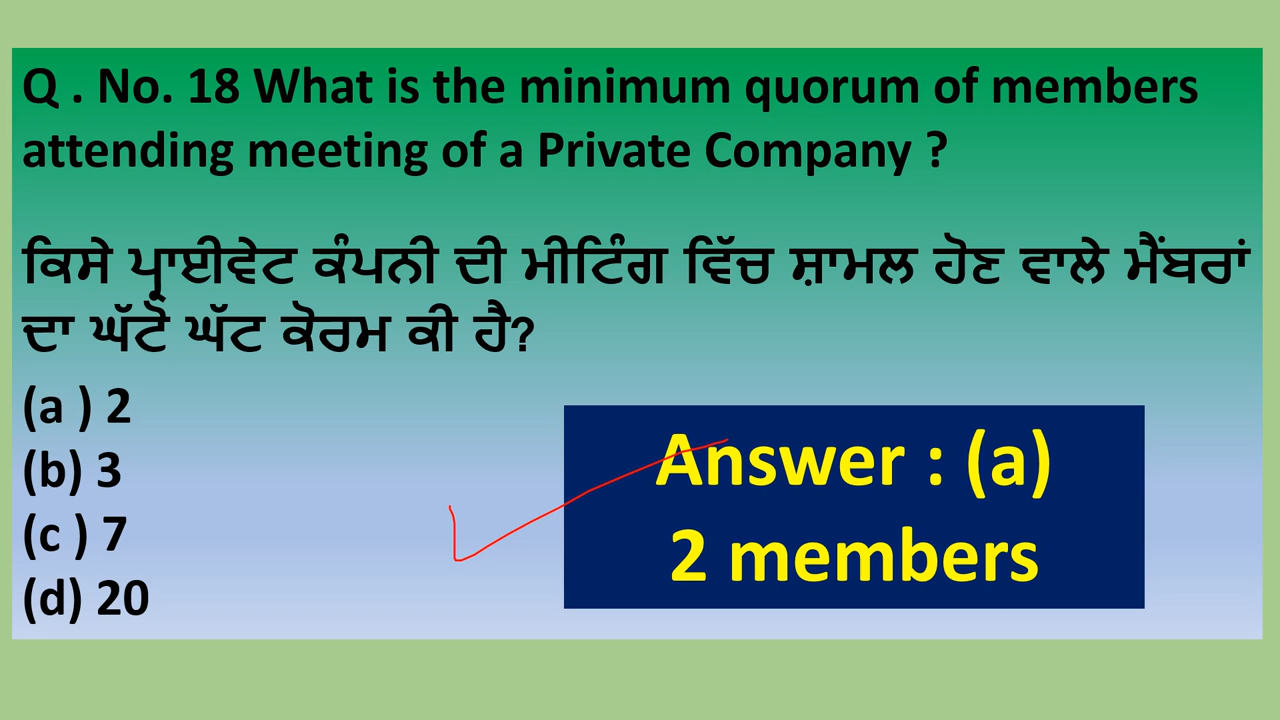 Q . No. 18 What is the minimum quorum of members
attending meeting of a Private Company ?
ਕਿਸੇ ਪ੍ਰਾਈਵੇਟ ਕੰਪਨੀ ਦੀ ਮੀਟਿੰਗ ਵਿੱਚ ਸ਼ਾਮਲ ਹੋਣ ਵਾਲੇ ਮੈਂਬਰਾਂ
ਦਾ ਘੱਟੋ ਘੱਟ ਕੋਰਮ ਕੀ ਹੈ?
(a ) 2
(b) 3
(c ) 7
(d) 20
Answer : (a)
2 members